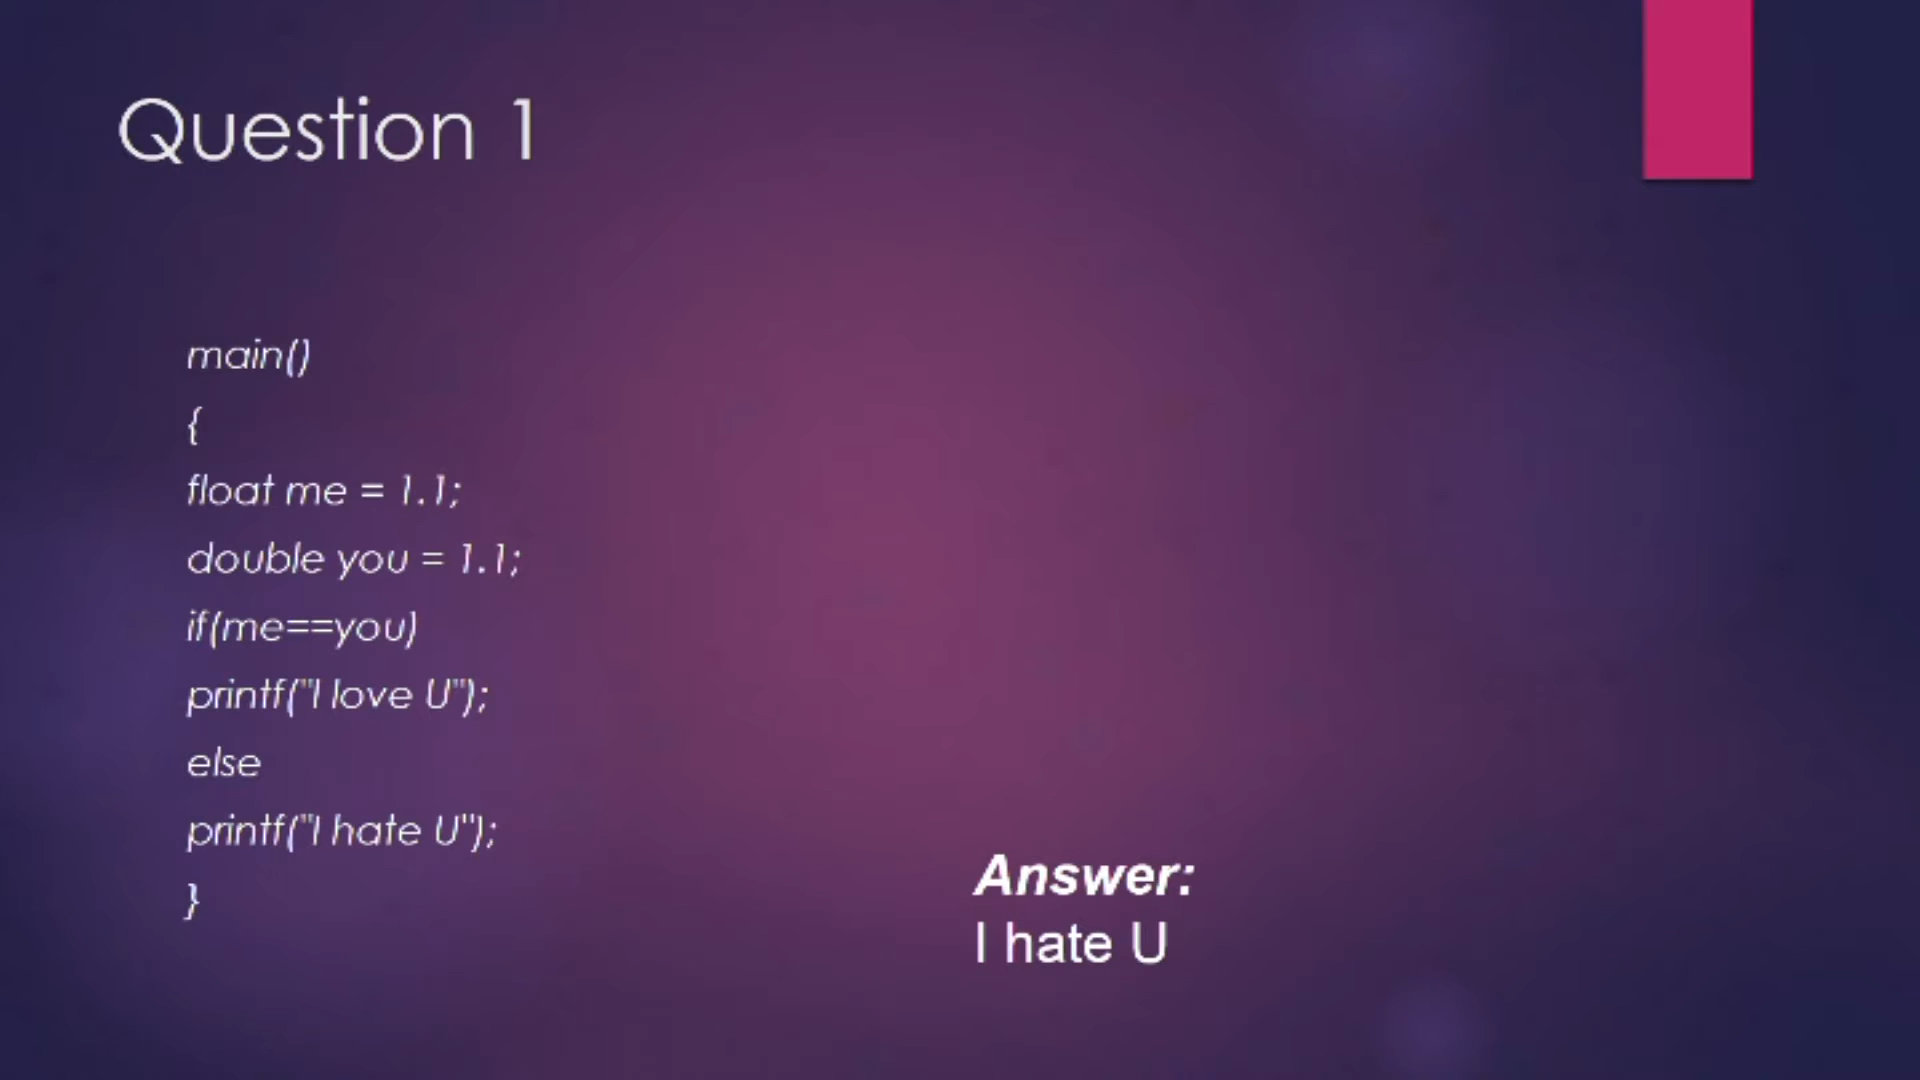 Question 1
main()
{
float me = 1.1;
double you = 1.1;
if(me==you)
printf("I love U");
else
printf("I hate U");
}
Answer:
I hate U